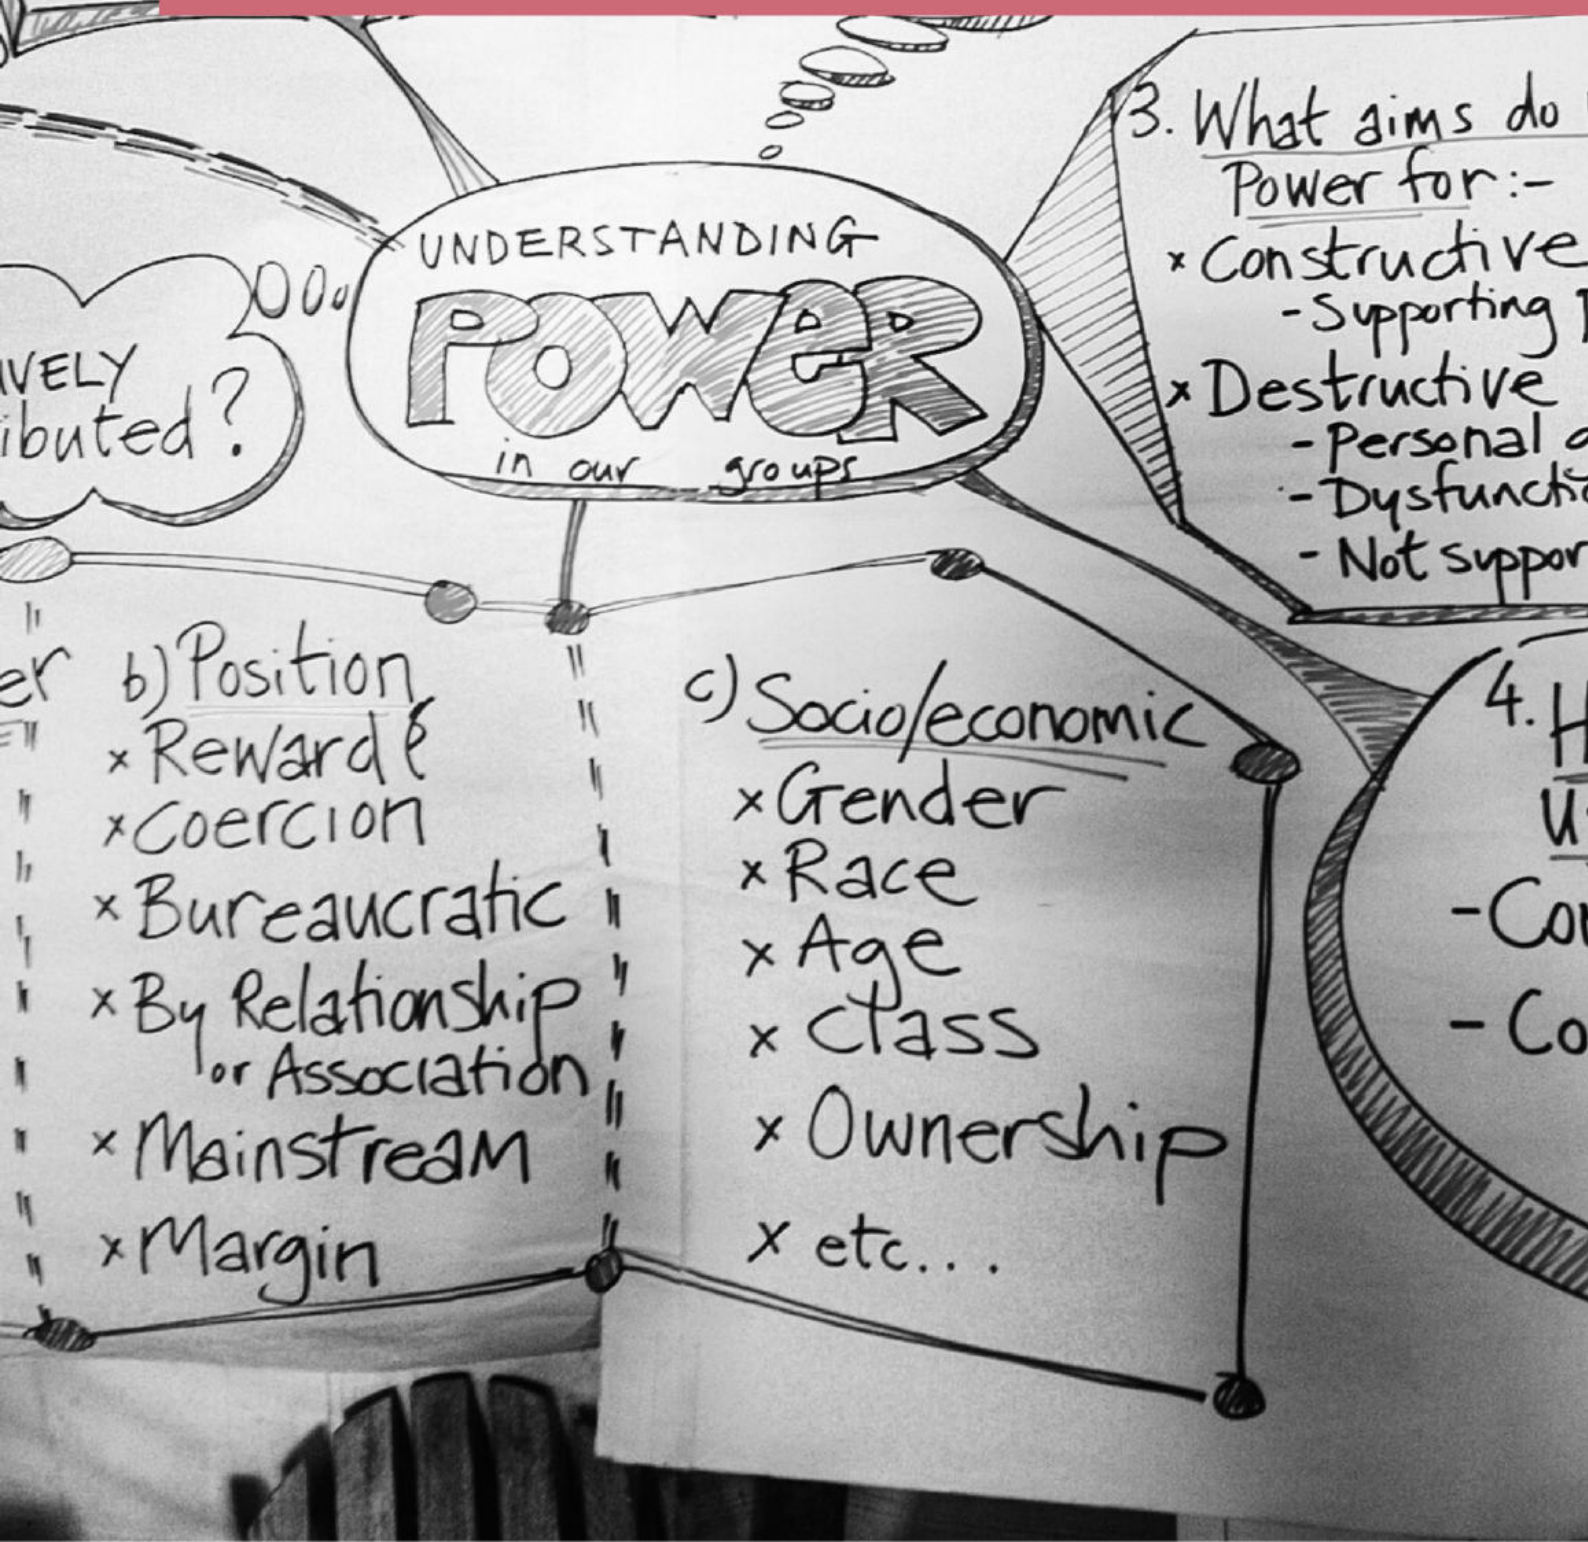 UNDERSTANDING
POWER
in our groups
IVELY
ibuted?
3. What aims do
Power for:-
× Constructive
- Supporting
× Destructive
- Personal
- Dysfunctio
- Not suppor
er
b) Position
× Reward &
× Coercion
× Bureaucratic
× By Relationship
or Association
× Mainstream
× Margin
c) Socio/economic
× Gender
× Race
× Age
× Class
× Ownership
× etc...
4. H
U
- Co
- Co